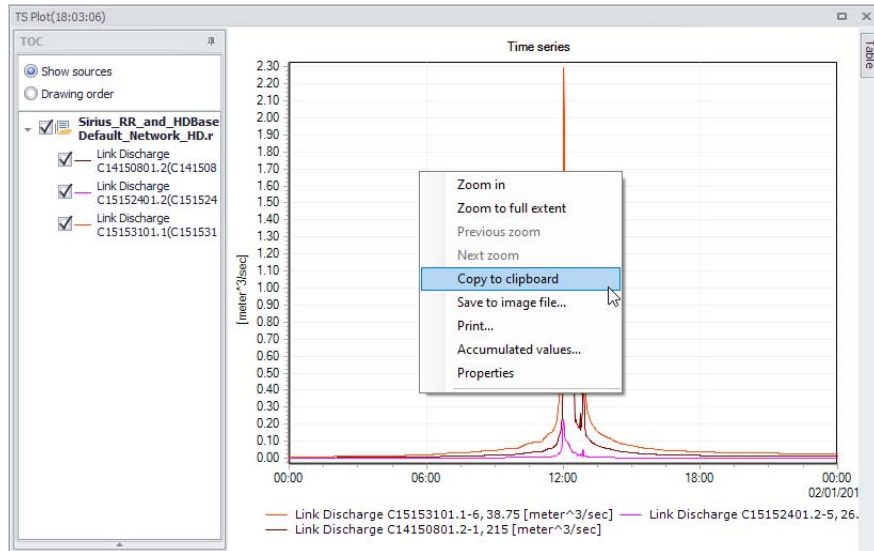 TS Plot(18:03:06)
TOC
Show sources
Drawing order
Sirius_RR_and_HDBase
Default_Network_HD.r
Link Discharge
C14150801.2(C141508
Link Discharge
C15152401.2(C151524
Link Discharge
C15153101.1(C151531
Time series
2.30
2.20
2.10
2.00
1.90
1.80
1.70
1.60
1.50
1.40
1.30
1.20
1.10
1.00
0.90
0.80
0.70
0.60
0.50
0.40
0.30
0.20
0.10
0.00
[meter^3/sec]
Zoom in
Zoom to full extent
Previous zoom
Next zoom
Copy to clipboard
Save to image file...
Print...
Accumulated values...
Properties
00:00 06:00 12:00 18:00 00:00
02/01/201
Link Discharge C15153101.1-6, 38.75 [meter^3/sec] Link Discharge C15152401.2-5, 26.
Link Discharge C14150801.2-1, 215 [meter^3/sec]
Table